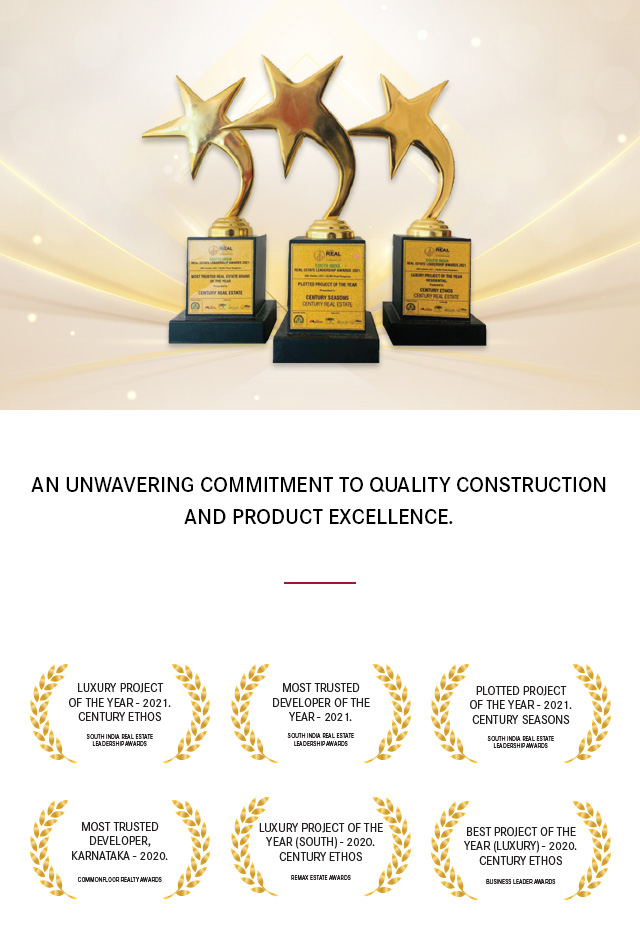 REAL
SOUTH INDIA
REAL ESTATE LEADERSHIP AWARDS 2021
MOST TRUSTED REAL ESTATE BRAND
OF THE YEAR
CENTURY REAL ESTATE
REAL
SOUTH INDIA
REAL ESTATE LEADERSHIP AWARDS 2021
PLOTTED PROJECT OF THE YEAR
CENTURY SEASONS
CENTURY REAL ESTATE
REAL
SOUTH INDIA
REAL ESTATE LEADERSHIP AWARDS 2021
LUXURY PROJECT OF THE YEAR
RESIDENTIAL
CENTURY ETHOS
CENTURY REAL ESTATE
AN UNWAVERING COMMITMENT TO QUALITY CONSTRUCTION
AND PRODUCT EXCELLENCE.
LUXURY PROJECT
OF THE YEAR - 2021.
CENTURY ETHOS
SOUTH INDIA REAL ESTATE
LEADERSHIP AWARDS
MOST TRUSTED
DEVELOPER OF THE
YEAR - 2021.
SOUTH INDIA REAL ESTATE
LEADERSHIP AWARDS
PLOTTED PROJECT
OF THE YEAR - 2021.
CENTURY SEASONS
SOUTH INDIA REAL ESTATE
LEADERSHIP AWARDS
MOST TRUSTED
DEVELOPER,
KARNATAKA - 2020.
COMMONFLOOR REALTY AWARDS
LUXURY PROJECT OF THE
YEAR (SOUTH) - 2020.
CENTURY ETHOS
REMAX ESTATE AWARDS
BEST PROJECT OF THE
YEAR (LUXURY) - 2020.
CENTURY ETHOS
BUSINESS LEADER AWARDS